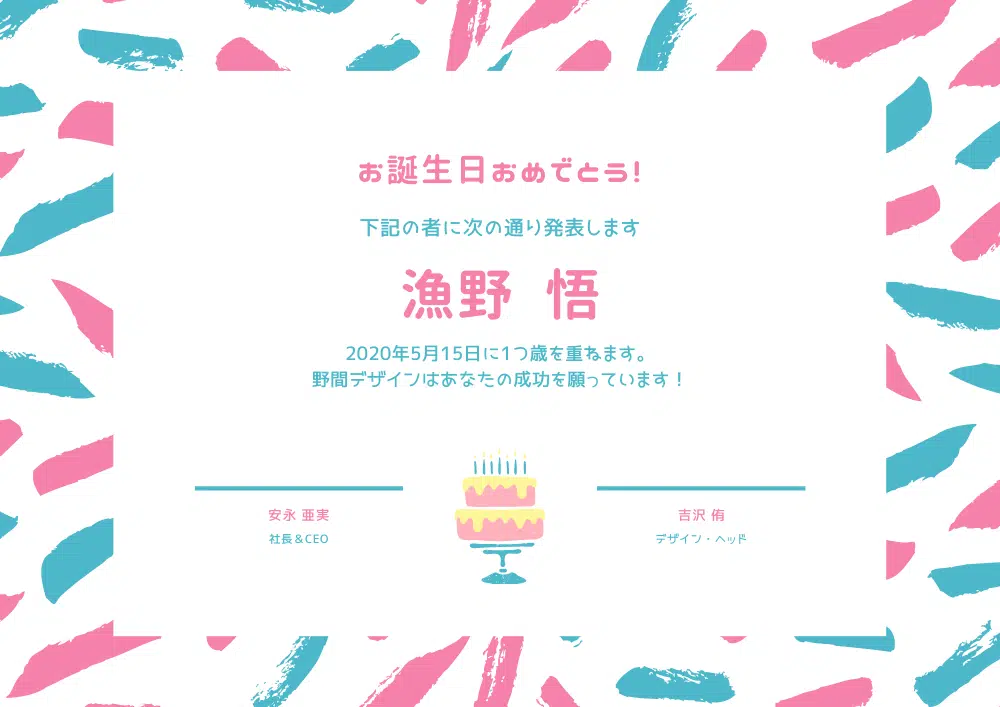 お誕生日おめでとう!
下記の者に次の通り発表します
漁野 悟
2020年5月15日に1つ歳を重ねます。
野間デザインはあなたの成功を願っています！
安永 亜実
社長＆CEO
吉沢 侑
デザイン・ヘッド